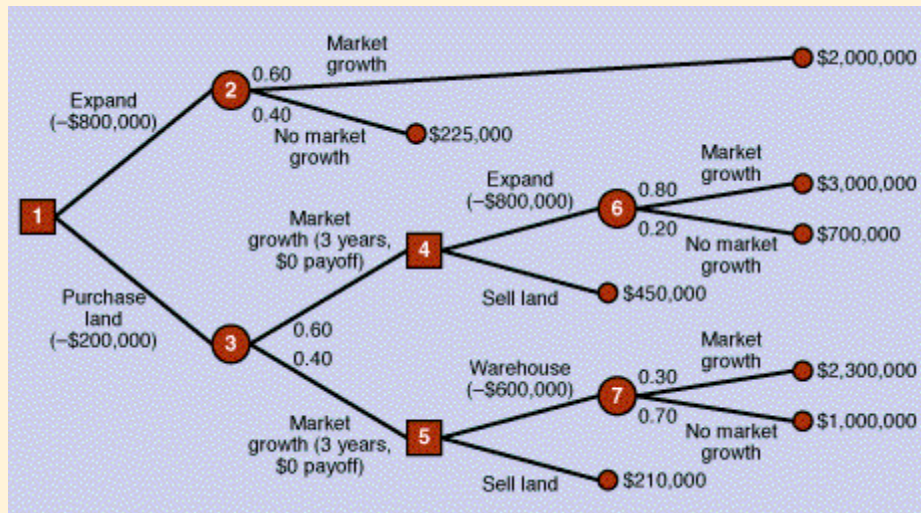 Market
growth
$2,000,000
0.60
2
Expand
(–$800,000)
0.40
No market
growth
$225,000
Market
growth
Expand
(–$800,000)
0.80
$3,000,000
6
1
Market
growth (3 years,
$0 payoff)
4
0.20
$700,000
No market
growth
Sell land
$450,000
Purchase
land
(–$200,000)
0.60
3
0.40
Market
growth
Warehouse
(–$600,000)
0.30
$2,300,000
7
Market
growth (3 years,
$0 payoff)
5
0.70
$1,000,000
No market
growth
Sell land
$210,000